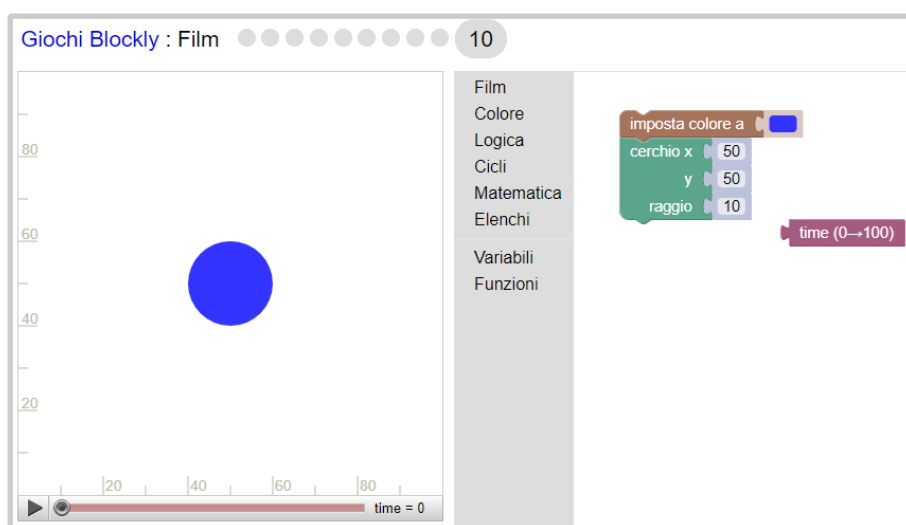 Giochi Blockly : Film 10
80
60
40
20
20 40 60 80
time = 0
Film
Colore
Logica
Cicli
Matematica
Elenchi
Variabili
Funzioni
imposta colore a
cerchio x 50
y 50
raggio 10
time (0→100)